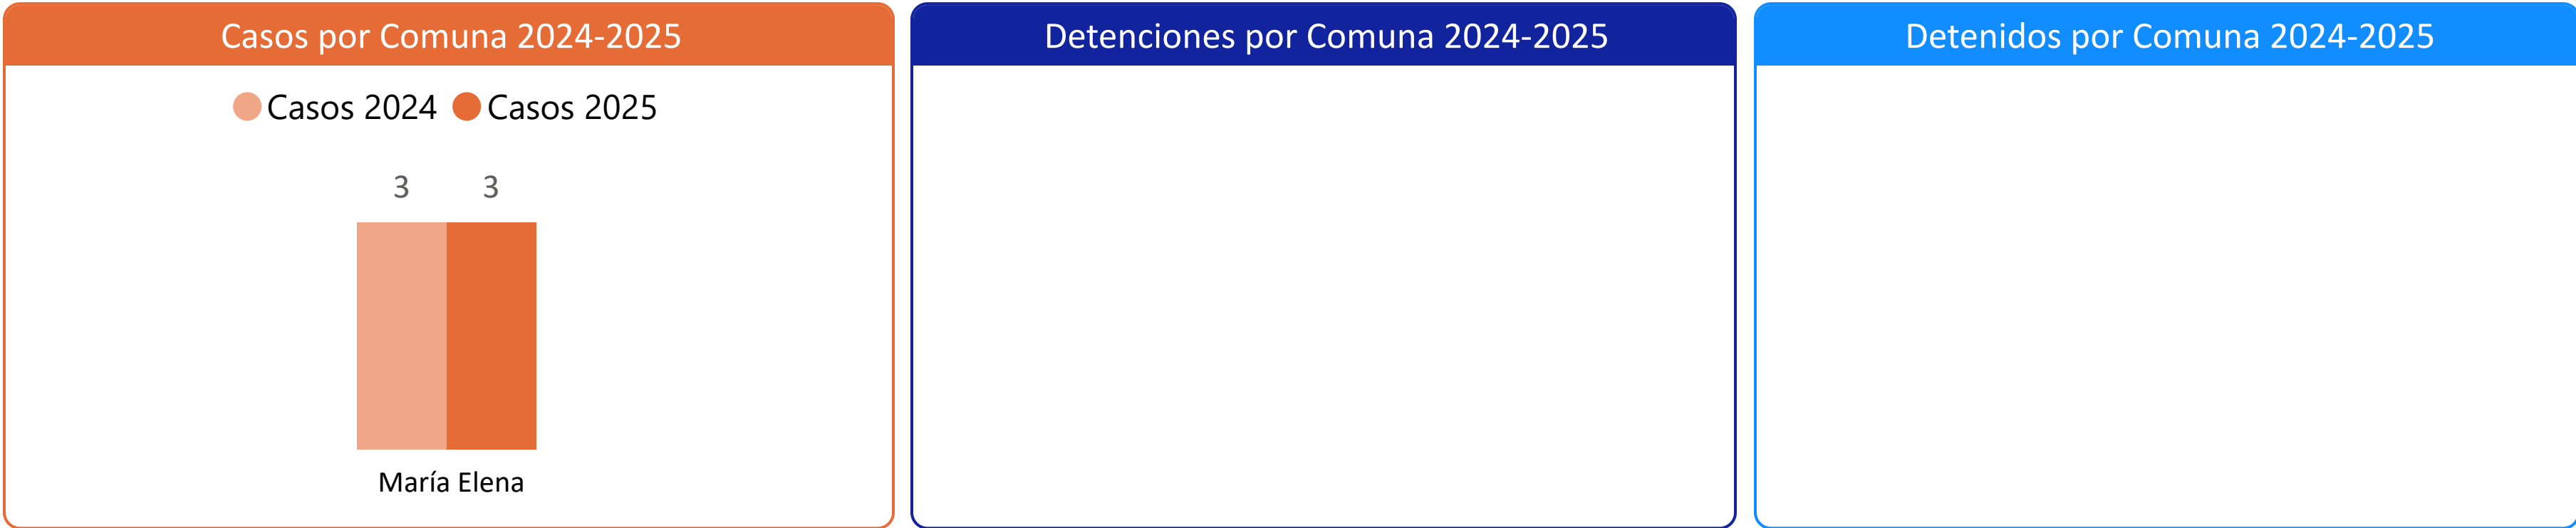 Casos por Comuna 2024-2025
Casos 2024 Casos 2025
3 3
María Elena
Detenciones por Comuna 2024-2025
Detenidos por Comuna 2024-2025